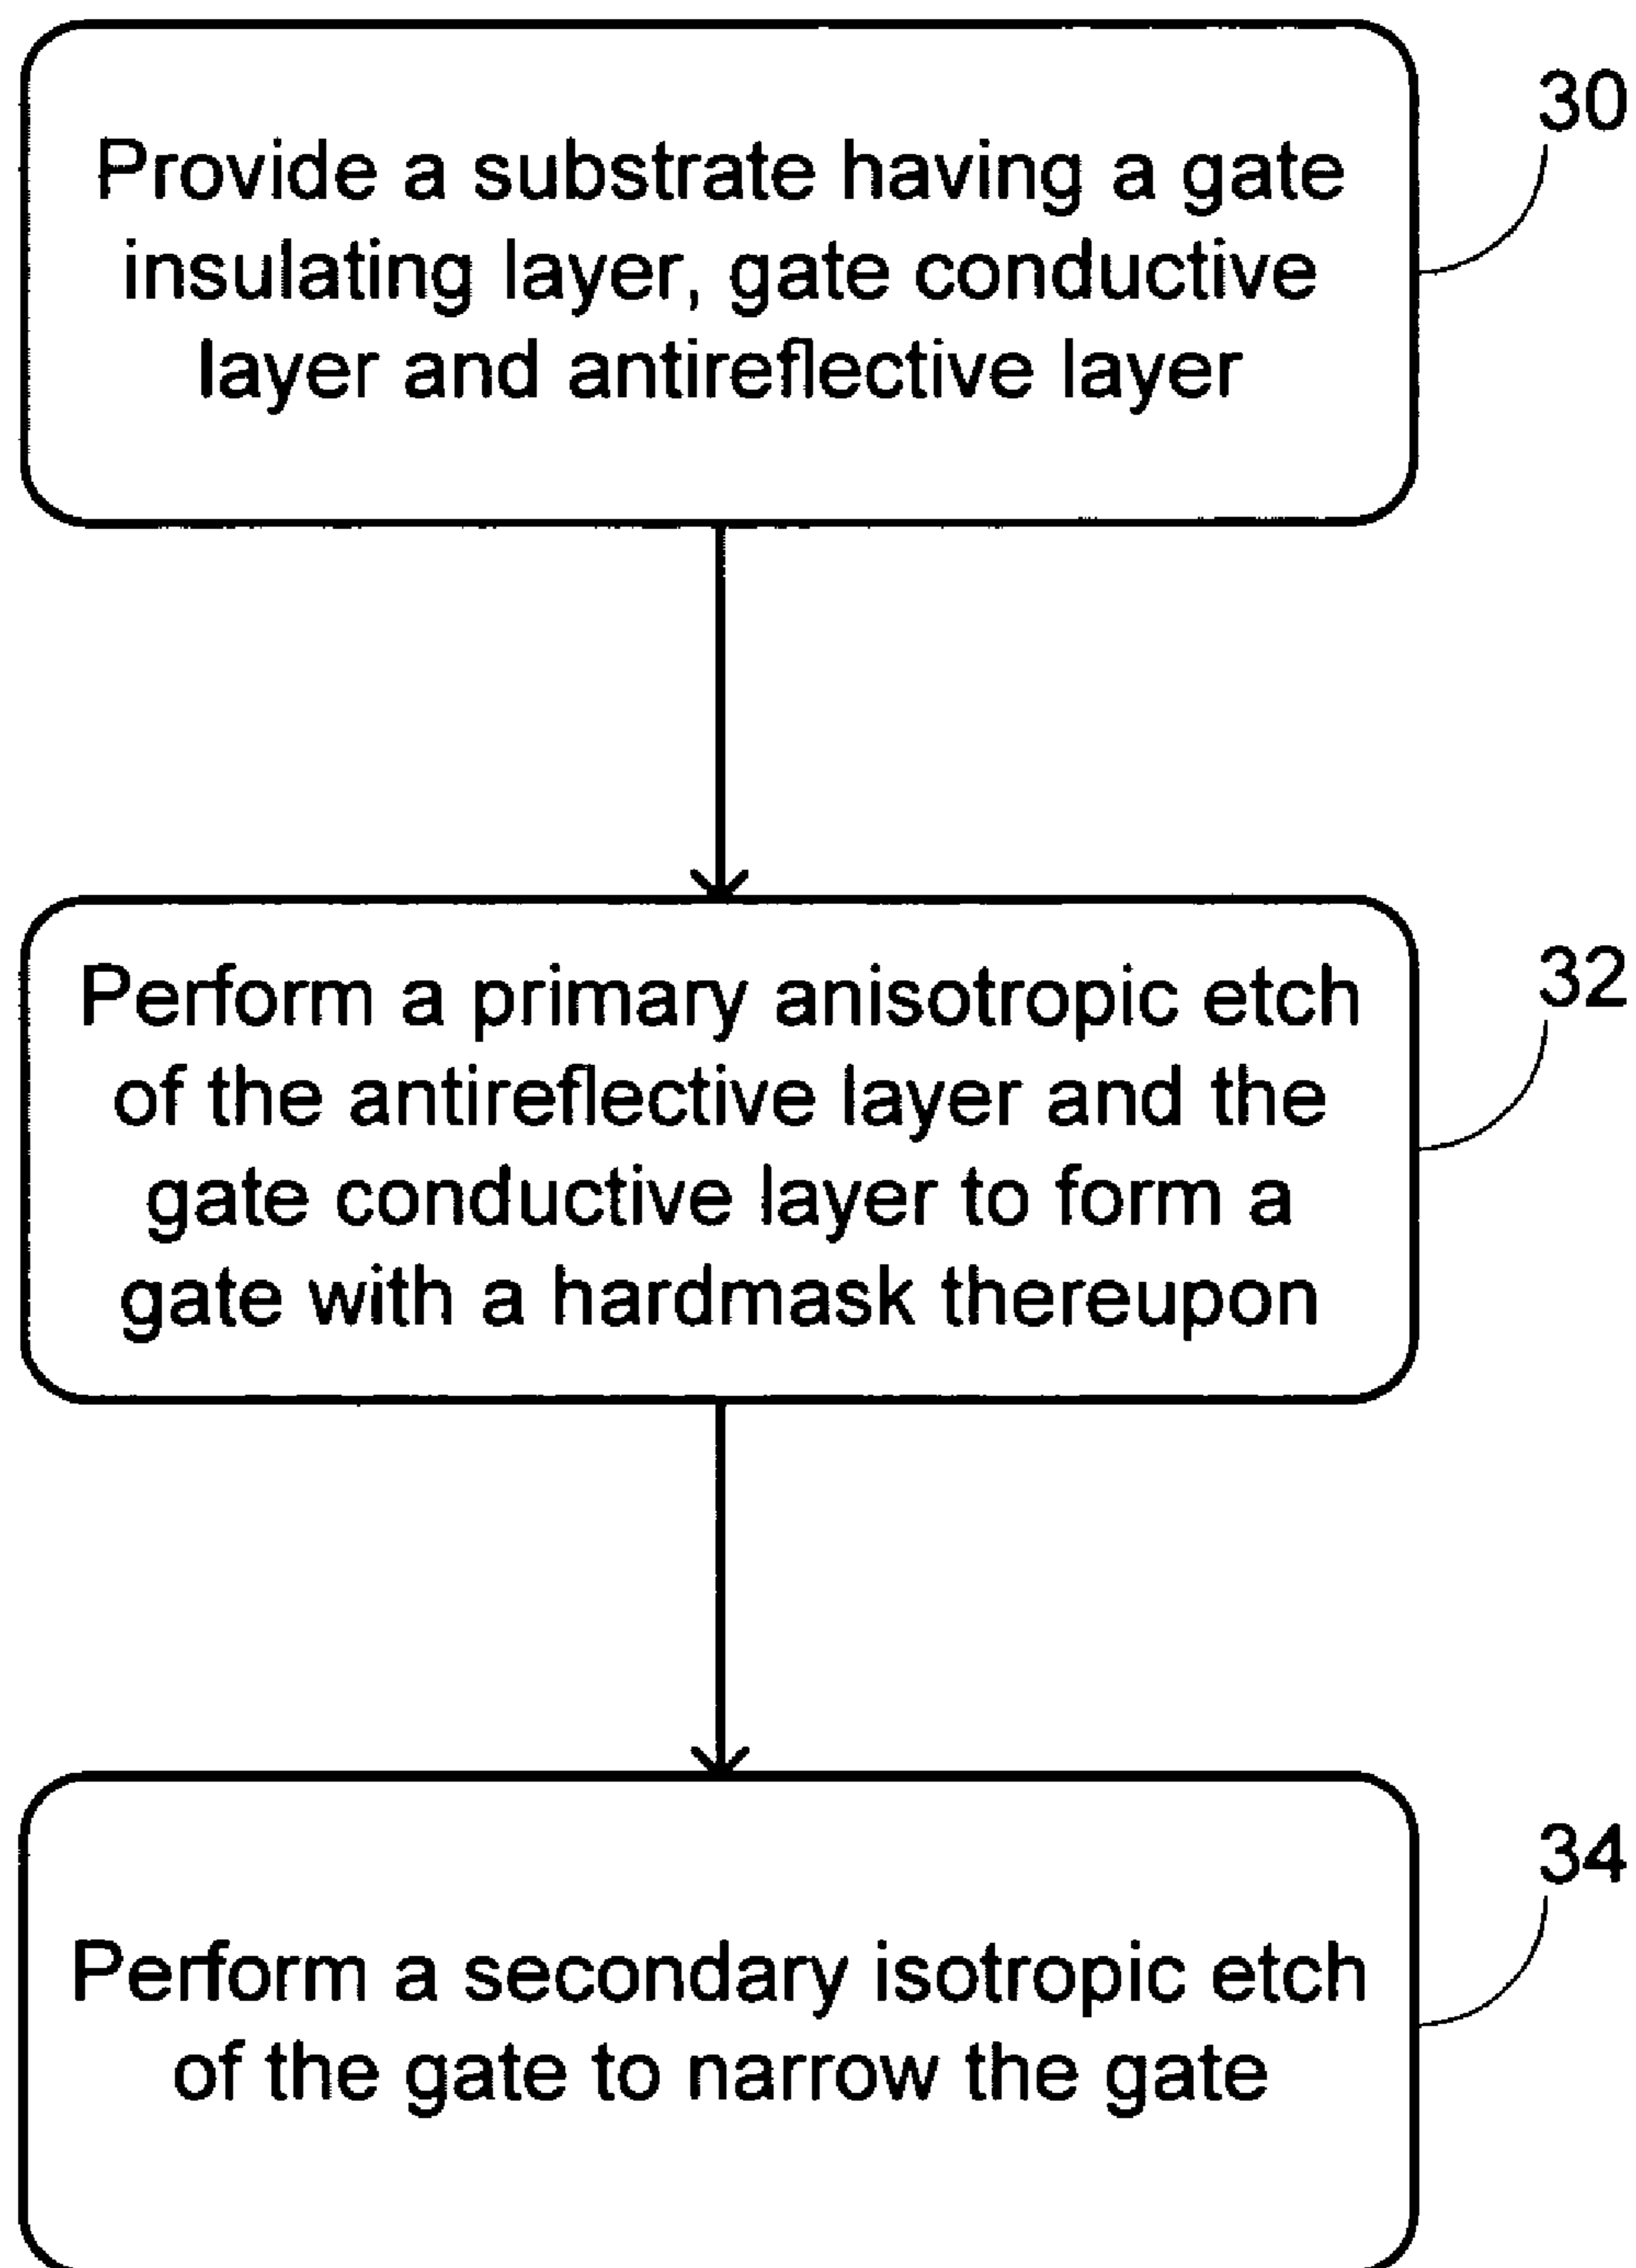 30
Provide a substrate having a gate
insulating layer, gate conductive
layer and antireflective layer
32
Perform a primary anisotropic etch
of the antireflective layer and the
gate conductive layer to form a
gate with a hardmask thereupon
34
Perform a secondary isotropic etch
of the gate to narrow the gate